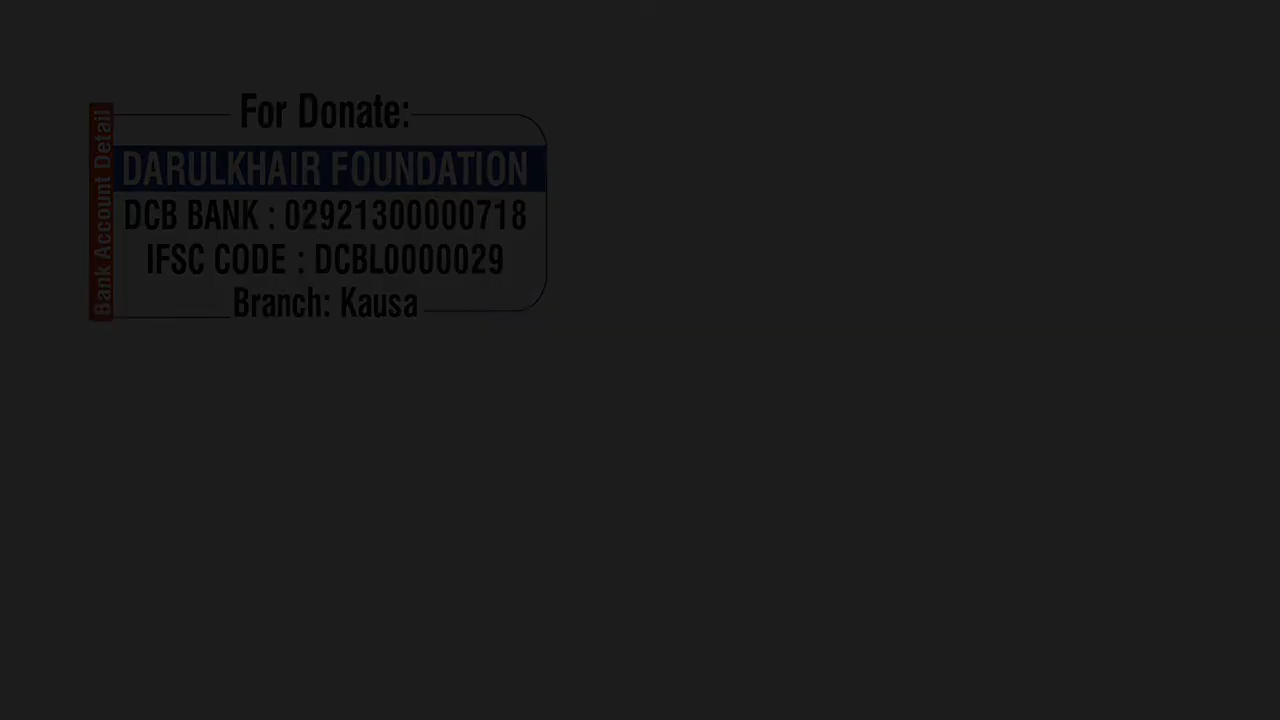 For Donate:
Bank Account Detail
DARULKHAIR FOUNDATION
DCB BANK : 02921300000718
IFSC CODE : DCBL0000029
Branch: Kausa